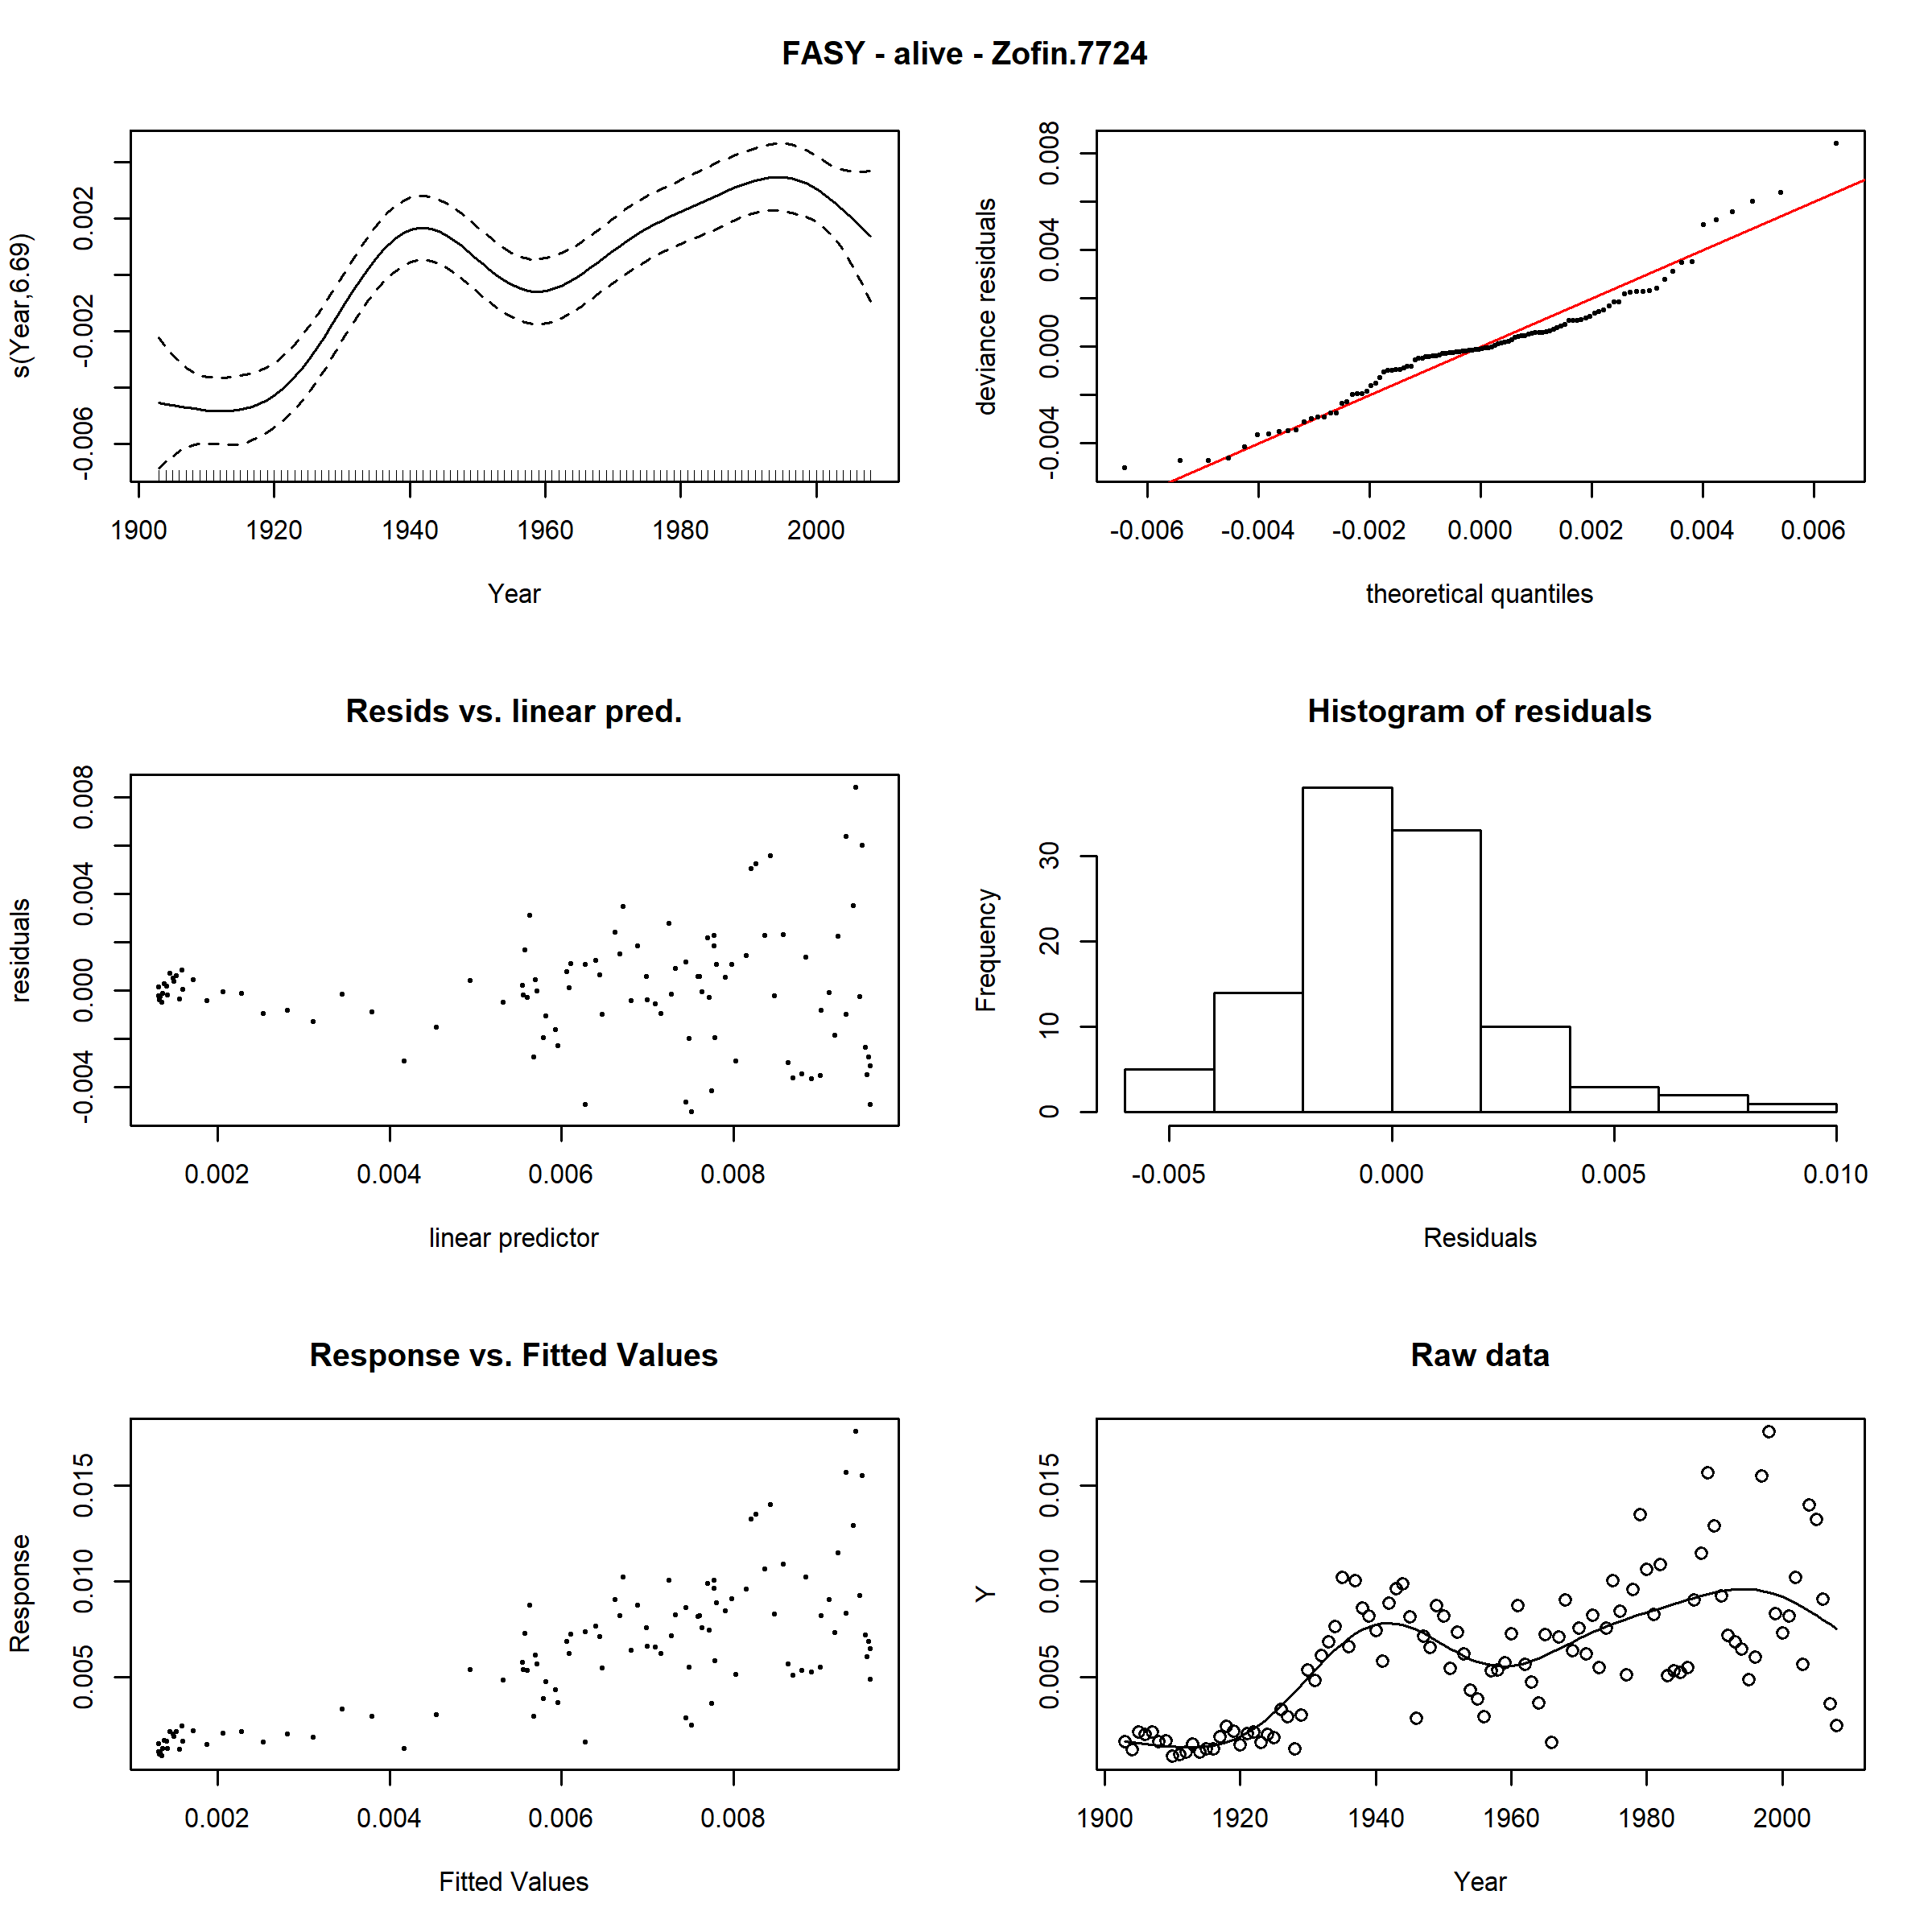 FASY - alive - Zofin.7724
s(Year,6.69)
-0.006 -0.002 0.002
1900 1920 1940 1960 1980 2000
Year
deviance residuals
-0.004 0.000 0.004 0.008
-0.006 -0.004 -0.002 0.000 0.002 0.004 0.006
theoretical quantiles
Resids vs. linear pred.
residuals
-0.004 0.000 0.004 0.008
0.002 0.004 0.006 0.008
linear predictor
Histogram of residuals
Frequency
0 10 20 30
-0.005 0.000 0.005 0.010
Residuals
Response vs. Fitted Values
Response
0.005 0.010 0.015
0.002 0.004 0.006 0.008
Fitted Values
Raw data
Y
0.005 0.010 0.015
1900 1920 1940 1960 1980 2000
Year